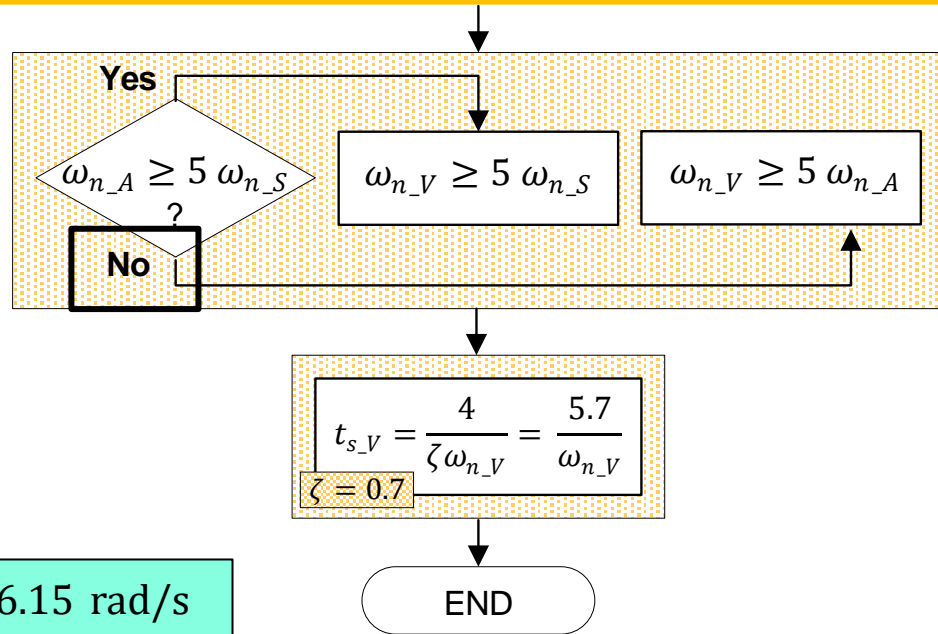 Yes
ω_{n_A} ≥ 5 ω_{n_S}
?
No
ω_{n_V} ≥ 5 ω_{n_S}
ω_{n_V} ≥ 5 ω_{n_A}
t_{s_V} = 4/(ζω_{n_V}) = 5.7/ω_{n_V}
ζ = 0.7
END
6.15 rad/s